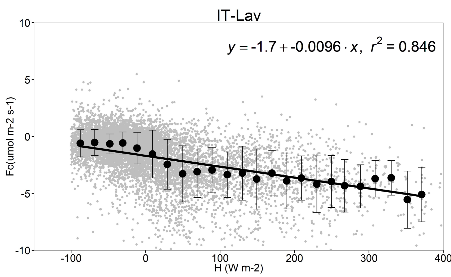 IT-Lav
y = -1.7 + -0.0096 · x, r² = 0.846
10
5
0
-5
-10
Fc(umol m-2 s-1)
-100 0 100 200 300 400
H (W m-2)